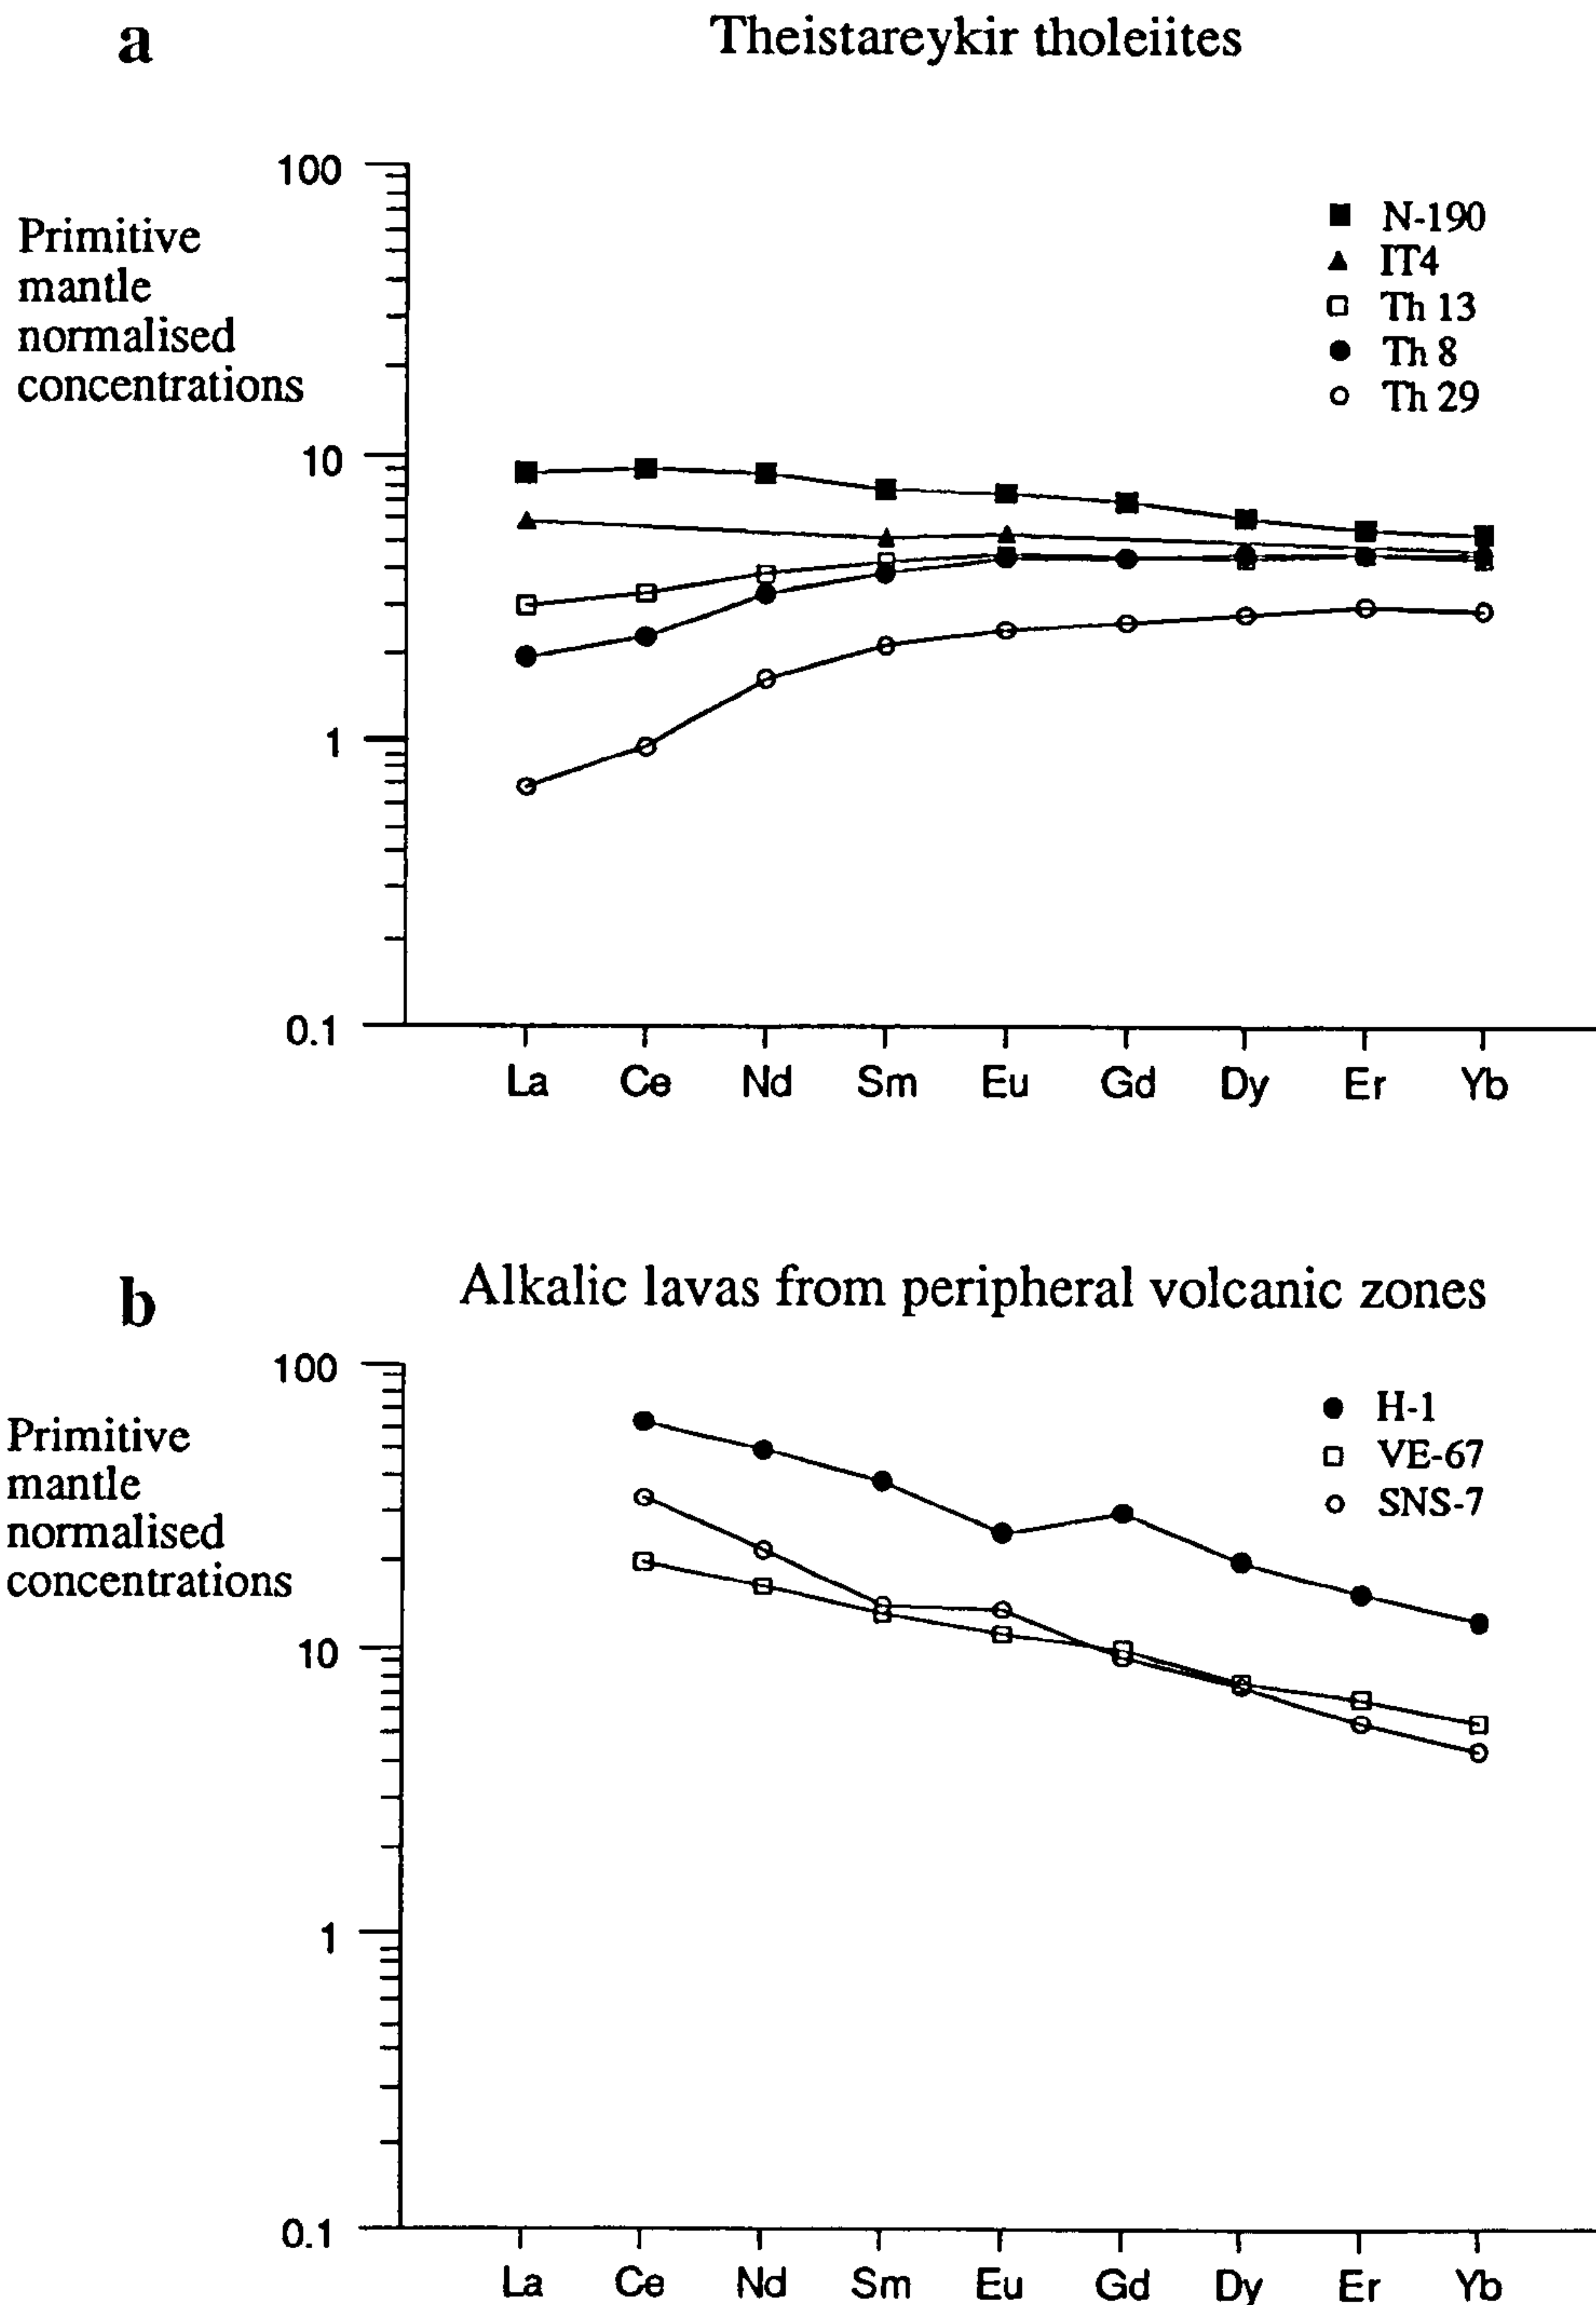 a
Theistareykir tholeiites
100
Primitive
mantle
normalised
concentrations
10
1
0.1
N-190
IT4
Th 13
Th 8
Th 29
La Ce Nd Sm Eu Gd Dy Er Yb
b
Alkalic lavas from peripheral volcanic zones
100
Primitive
mantle
normalised
concentrations
10
1
0.1
H-1
VE-67
SNS-7
La Ce Nd Sm Eu Gd Dy Er Yb